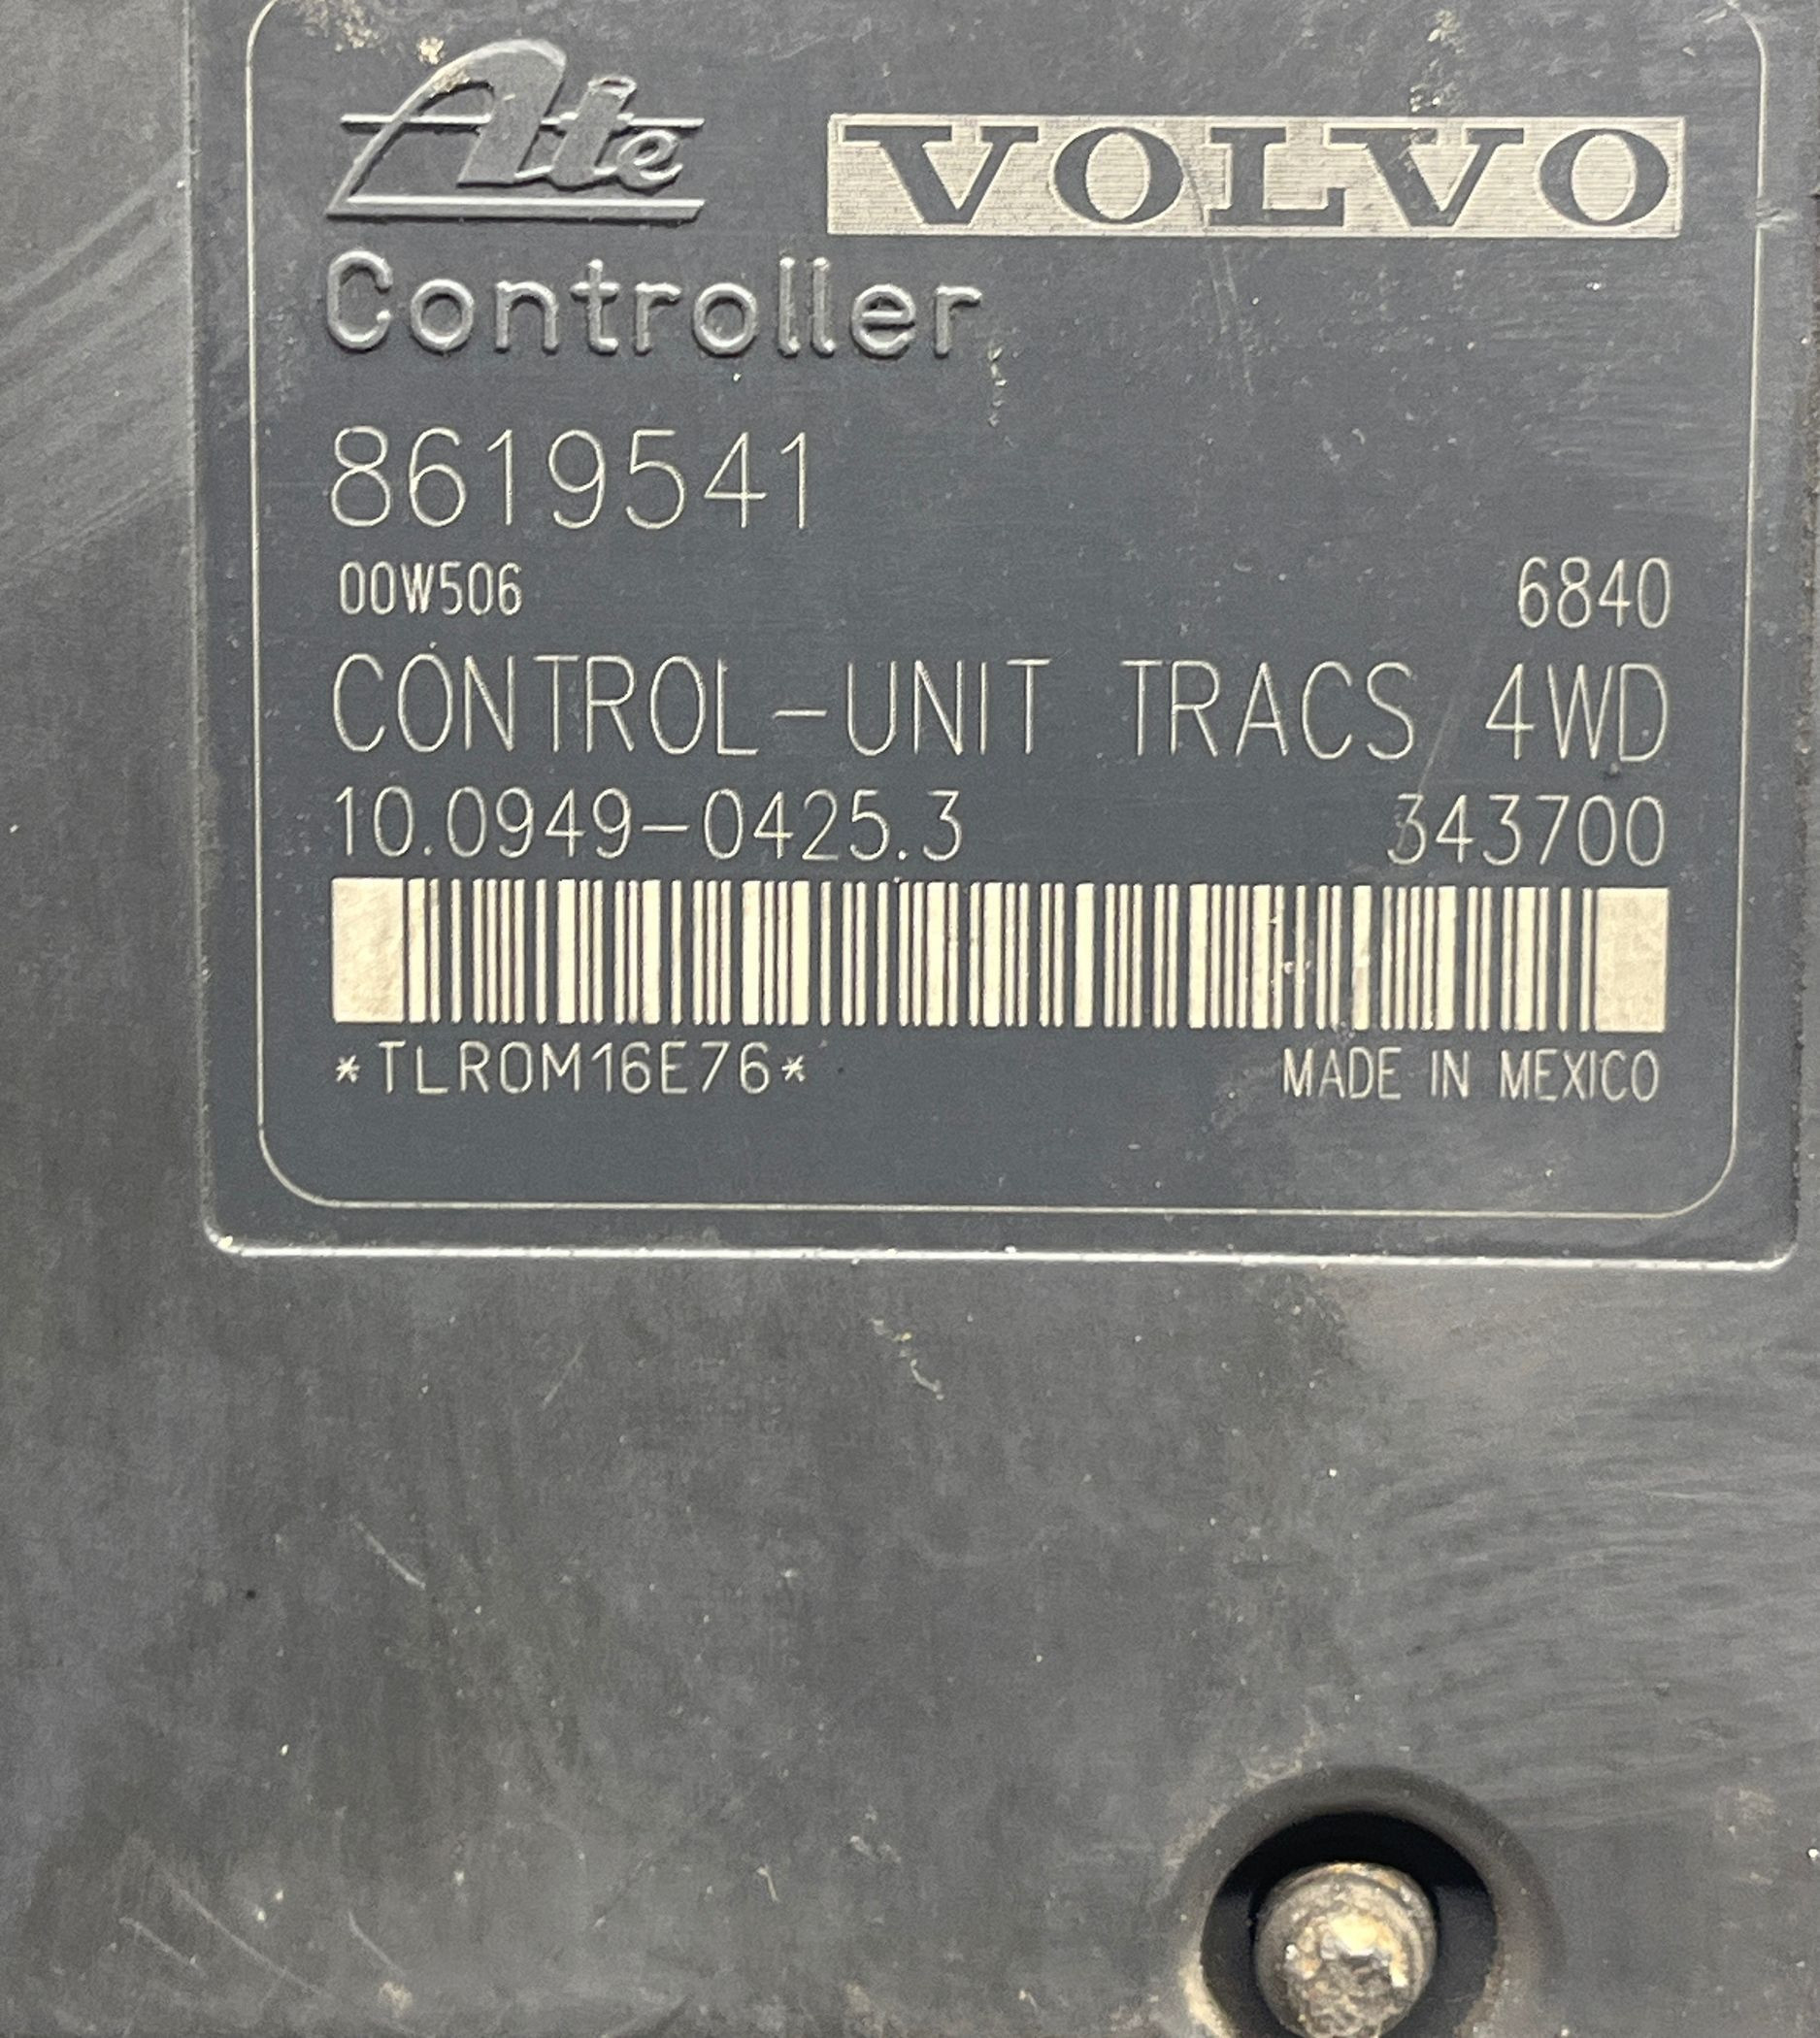 Ate VOLVO
Controller
8619541
00W506 6840
CONTROL-UNIT TRACS 4WD
10.0949-0425.3 343700
*TLROM16E76*
MADE IN MEXICO